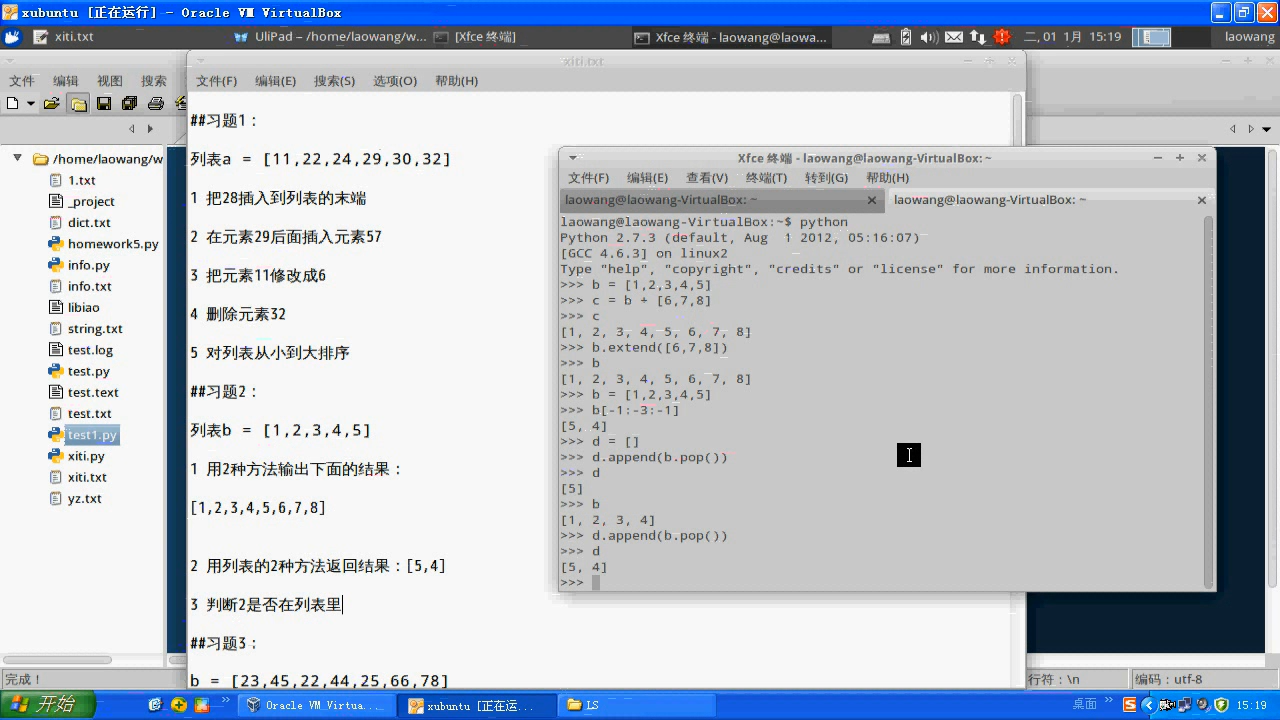 xubuntu [正在运行] - Oracle VM VirtualBox
xiti.txt
UliPad – /home/laowang/w...
[Xfce 终端]
Xfce 终端 - laowang@laowa...
二, 01 1月 15:19
laowang
xiti.txt
文件 编辑 视图 搜索
文件(F) 编辑(E) 搜索(S) 选项(O) 帮助(H)
/home/laowang/w
1.txt
_project
dict.txt
homework5.py
info.py
info.txt
libiao
string.txt
test.log
test.py
test.text
test.txt
test1.py
xiti.py
xiti.txt
yz.txt
##习题1：
列表a = [11,22,24,29,30,32]
1 把28插入到列表的末端
2 在元素29后面插入元素57
3 把元素11修改成6
4 删除元素32
5 对列表从小到大排序
##习题2：
列表b = [1,2,3,4,5]
1 用2种方法输出下面的结果：
[1,2,3,4,5,6,7,8]
2 用列表的2种方法返回结果：[5,4]
3 判断2是否在列表里
##习题3：
b = [23,45,22,44,25,66,78]
Xfce 终端 - laowang@laowang-VirtualBox: ~
文件(F) 编辑(E) 查看(V) 终端(T) 转到(G) 帮助(H)
laowang@laowang-VirtualBox: ~
laowang@laowang-VirtualBox: ~
laowang@laowang-VirtualBox:~$ python
Python 2.7.3 (default, Aug  1 2012, 05:16:07)
[GCC 4.6.3] on linux2
Type "help", "copyright", "credits" or "license" for more information.
>>> b = [1,2,3,4,5]
>>> c = b + [6,7,8]
>>> c
[1, 2, 3, 4, 5, 6, 7, 8]
>>> b.extend([6,7,8])
>>> b
[1, 2, 3, 4, 5, 6, 7, 8]
>>> b = [1,2,3,4,5]
>>> b[-1:-3:-1]
[5, 4]
>>> d = []
>>> d.append(b.pop())
>>> d
[5]
>>> b
[1, 2, 3, 4]
>>> d.append(b.pop())
>>> d
[5, 4]
>>>
完成！
行符：\n
编码：utf-8
开始
Oracle VM Virtua...
xubuntu [正在运...
LS
桌面
15:19